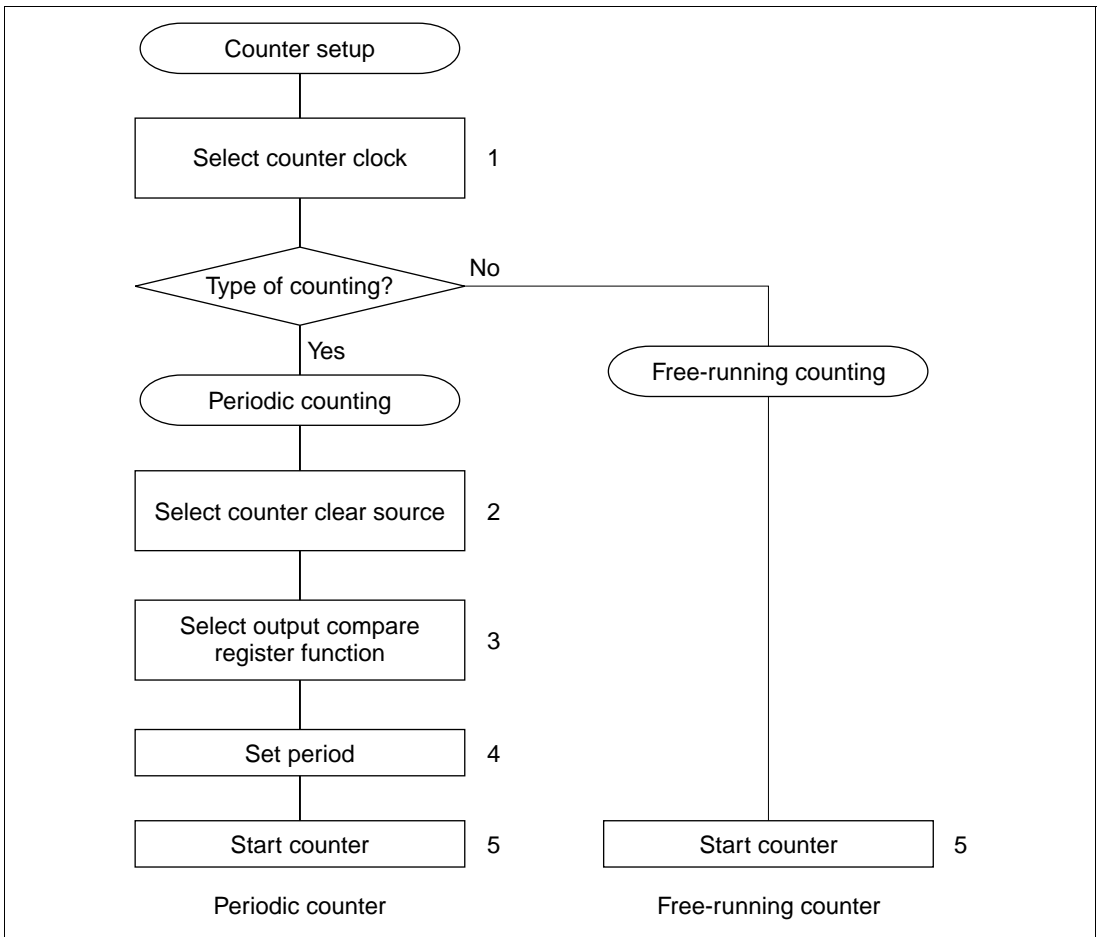 Counter setup
Select counter clock
1
Type of counting?
No
Yes
Free-running counting
Periodic counting
Select counter clear source
2
Select output compare
register function
3
Set period
4
Start counter
5
Start counter
5
Periodic counter
Free-running counter